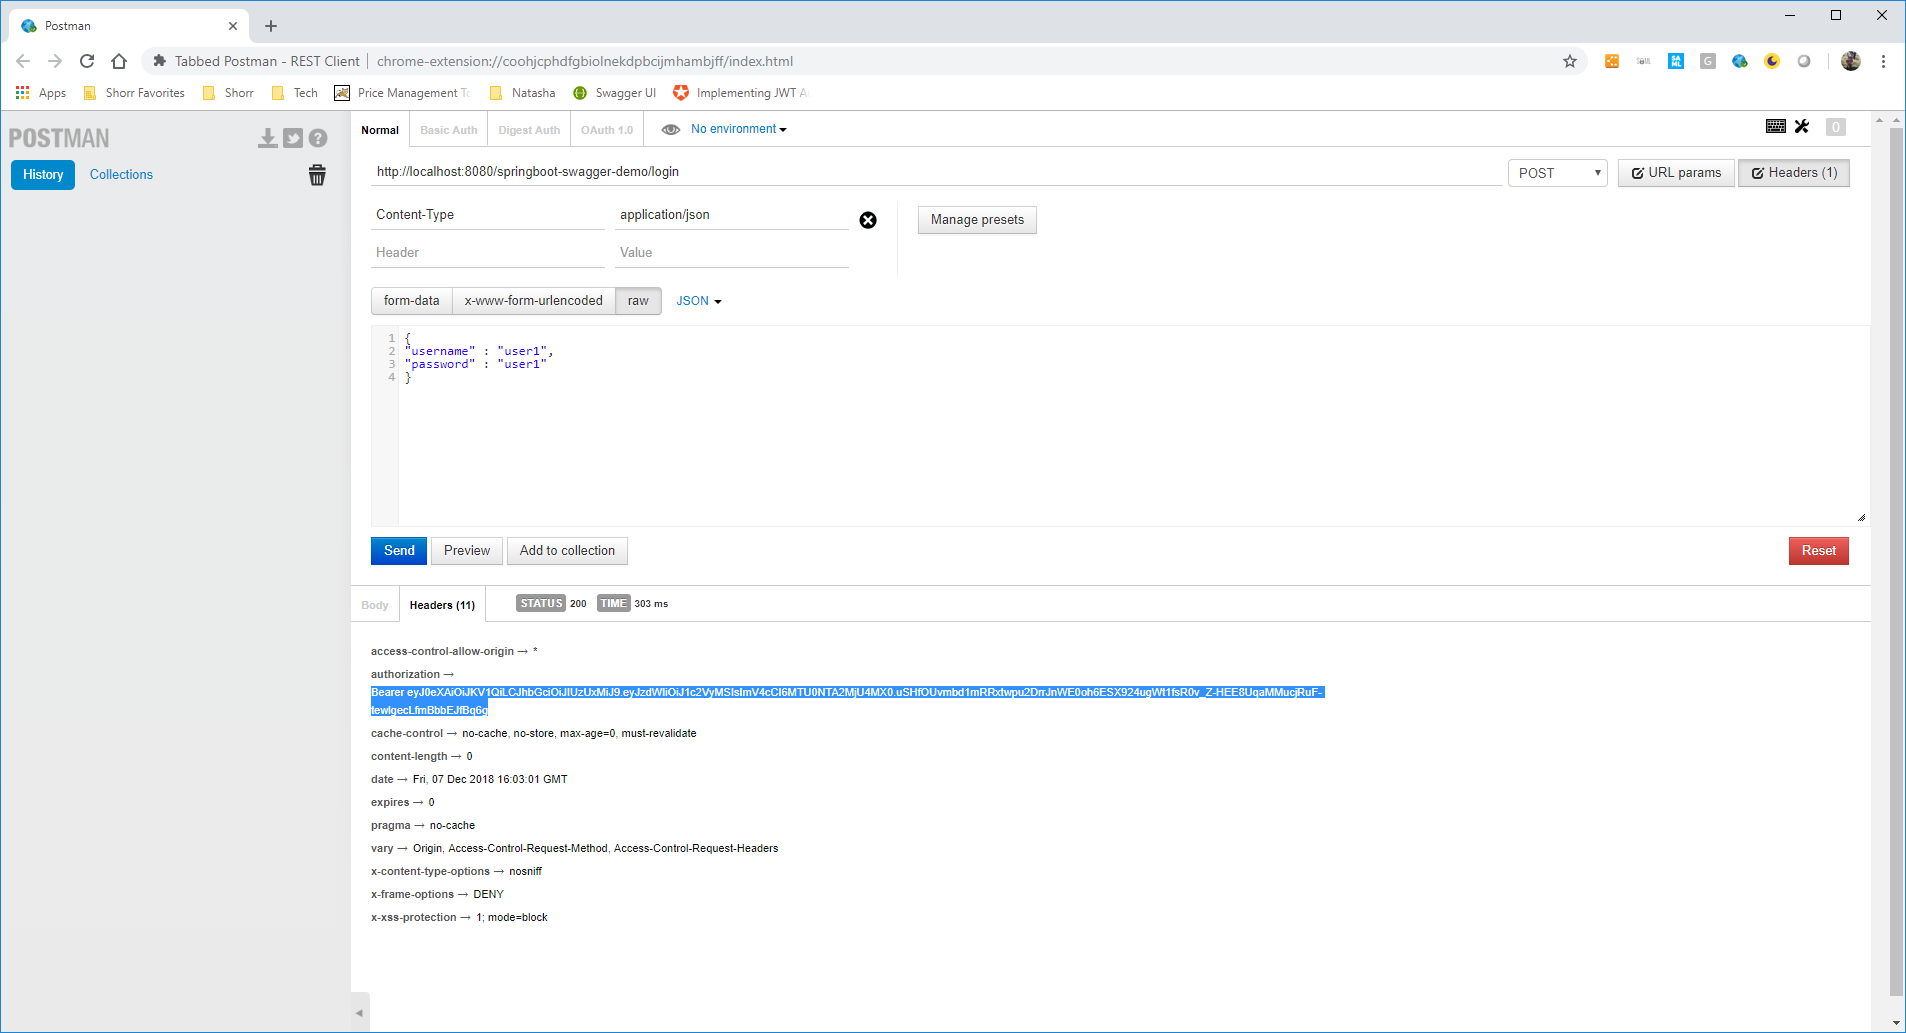 Postman
Tabbed Postman - REST Client | chrome-extension://coohjcphdfgbiolnekdpbcijmhambjff/index.html
Apps Shorr Favorites Shorr Tech Price Management Natasha Swagger UI Implementing JWT
POSTMAN
Normal Basic Auth Digest Auth OAuth 1.0 No environment 0
History Collections
http://localhost:8080/springboot-swagger-demo/login POST URL params Headers (1)
Content-Type application/json Manage presets
Header Value
form-data x-www-form-urlencoded raw JSON
1 {
2 "username" : "user1",
3 "password" : "user1"
4 }
Send Preview Add to collection Reset
Body Headers (11) STATUS 200 TIME 303 ms
access-control-allow-origin → *
authorization →
Bearer
cache-control → no-cache, no-store, max-age=0, must-revalidate
content-length → 0
date → Fri, 07 Dec 2018 16:03:01 GMT
expires → 0
pragma → no-cache
vary → Origin, Access-Control-Request-Method, Access-Control-Request-Headers
x-content-type-options → nosniff
x-frame-options → DENY
x-xss-protection → 1; mode=block